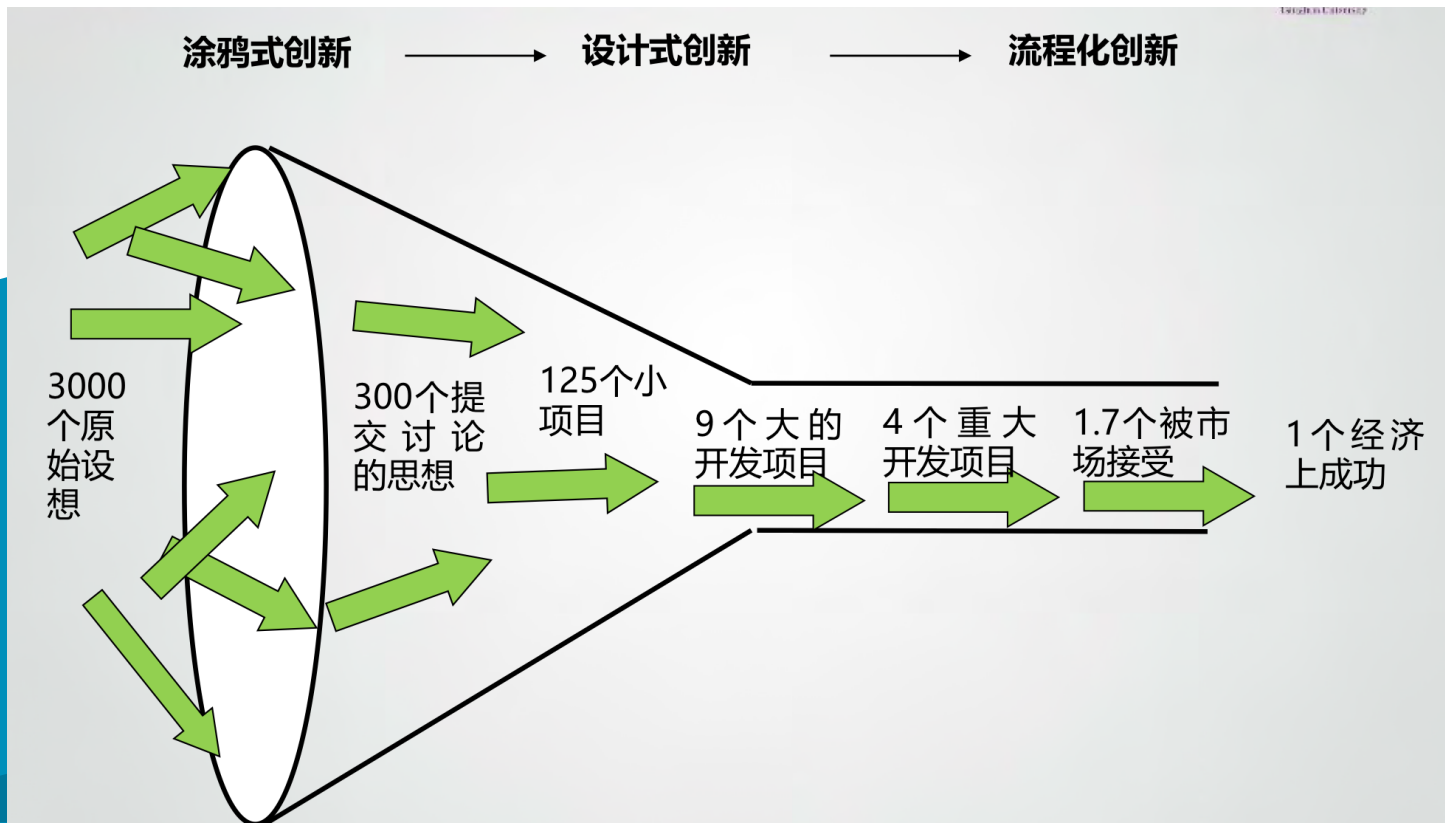 涂鸦式创新
设计式创新
流程化创新
3000
个原
始设
想
300个提
交讨论
的思想
125个小
项目
9个大的
开发项目
4个重大
开发项目
1.7个被市
场接受
1个经济
上成功